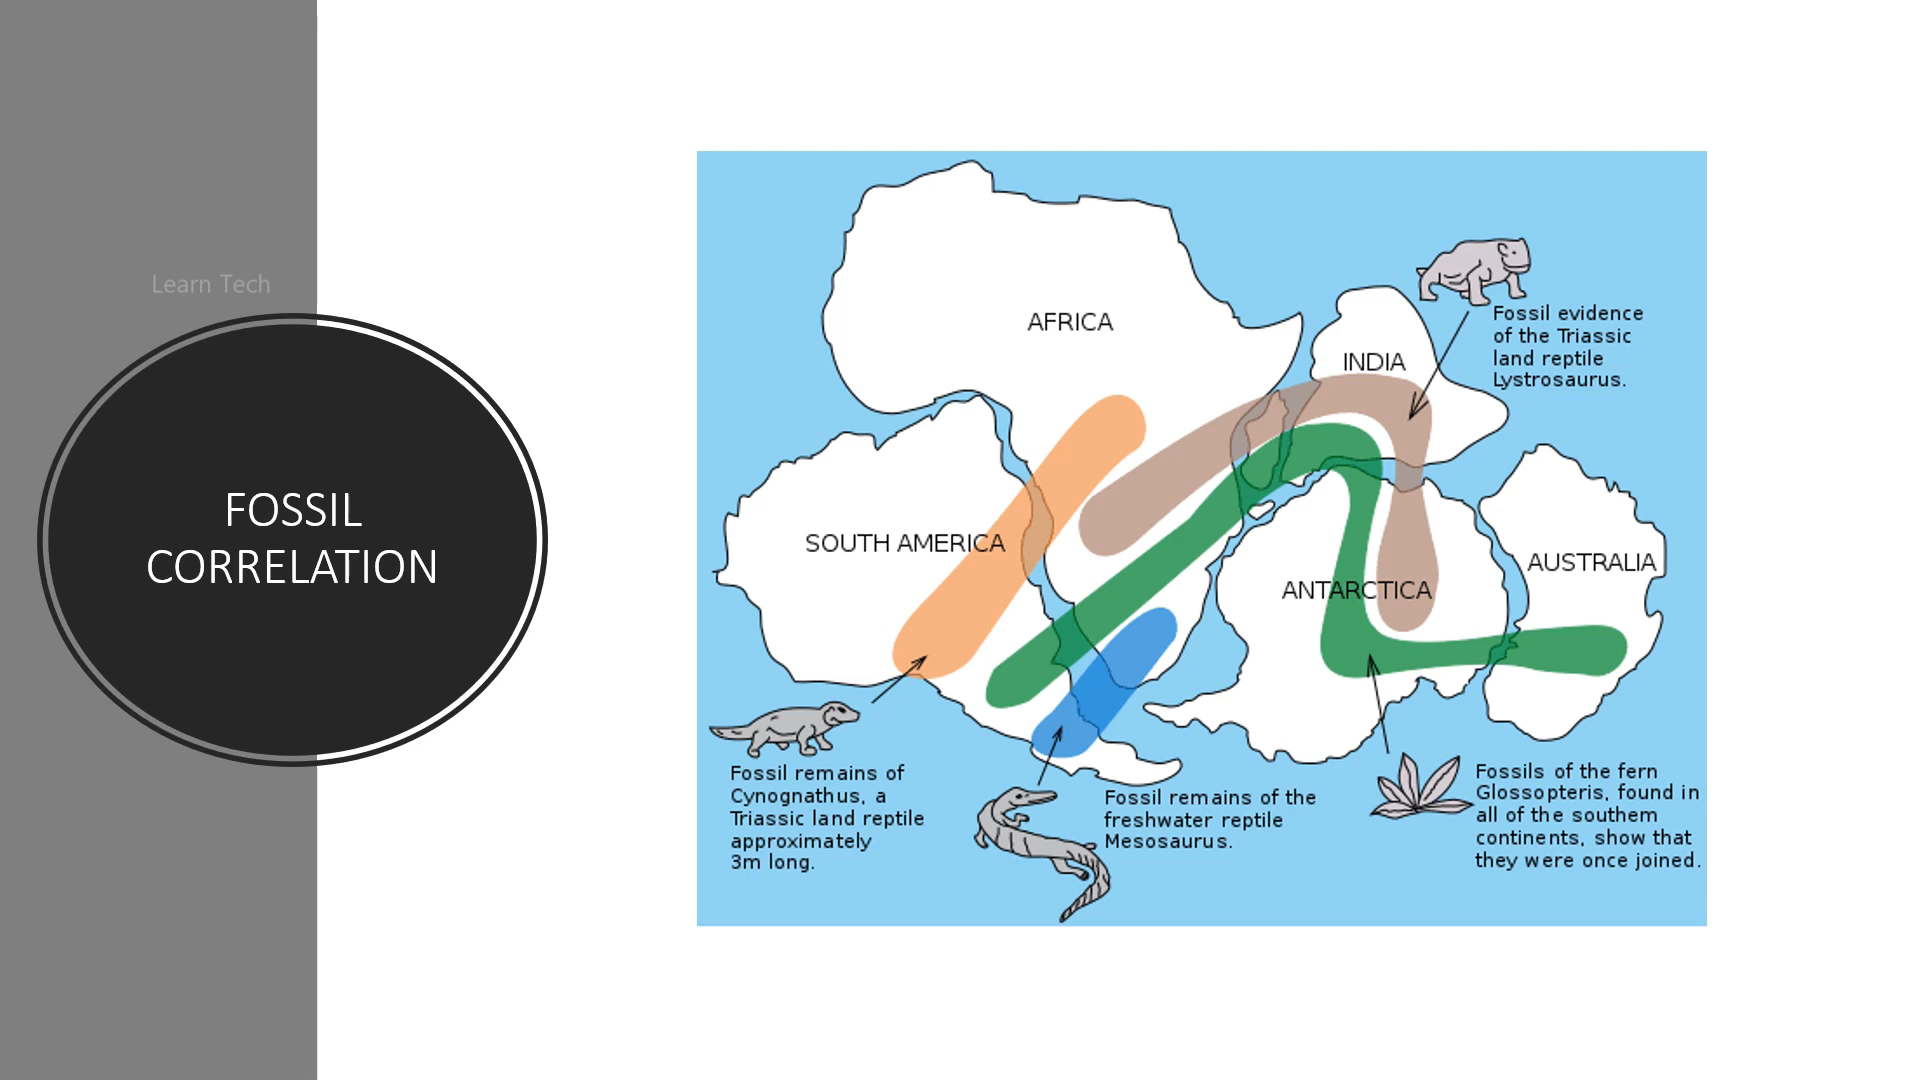 Learn Tech
FOSSIL
CORRELATION
AFRICA
INDIA
Fossil evidence
of the Triassic
land reptile
Lystrosaurus.
SOUTH AMERICA
ANTARCTICA
AUSTRALIA
Fossil remains of
Cynognathus, a
Triassic land reptile
approximately
3m long.
Fossil remains of the
freshwater reptile
Mesosaurus.
Fossils of the fern
Glossopteris, found in
all of the southern
continents, show that
they were once joined.